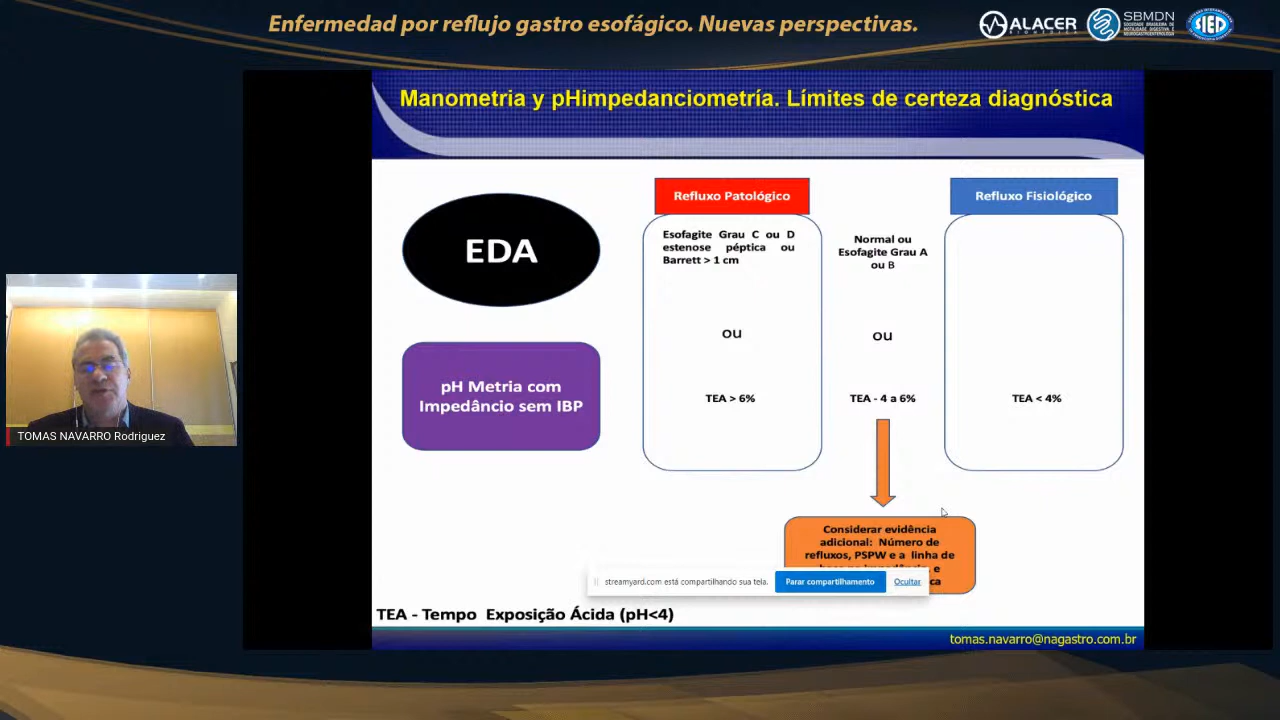 Enfermedad por reflujo gastro esofágico. Nuevas perspectivas.
ALACER
SBMDN
SIED
Manometria y pHimpedanciometría. Límites de certeza diagnóstica
EDA
pH Metria com
Impedâncio sem IBP
Refluxo Patológico
Esofagite Grau C ou D
estenose péptica ou
Barrett > 1 cm
OU
TEA > 6%
Normal ou
Esofagite Grau A
ou B
OU
TEA - 4 a 6%
Refluxo Fisiológico
TEA < 4%
Considerar evidência
adicional: Número de
refluxos, PSPW e a linha de
streamyard.com está compartilhando sua tela.
Parar compartilhamento
Ocultar
TEA - Tempo Exposição Ácida (pH<4)
tomas.navarro@nagastro.com.br
TOMAS NAVARRO Rodriguez